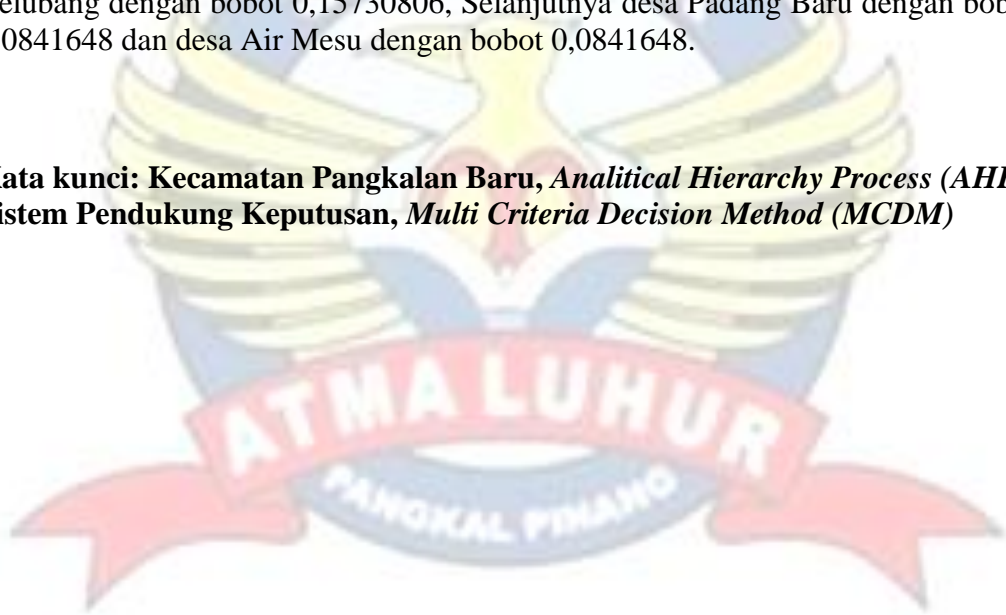 elubang dengan bobot 0,15730806, Selanjutnya desa Padang Baru dengan bob
0841648 dan desa Air Mesu dengan bobot 0,0841648.
ata kunci: Kecamatan Pangkalan Baru, Analitical Hierarchy Process (AHP
istem Pendukung Keputusan, Multi Criteria Decision Method (MCDM)
ATMA LUHUR
PANGKAL PINANG